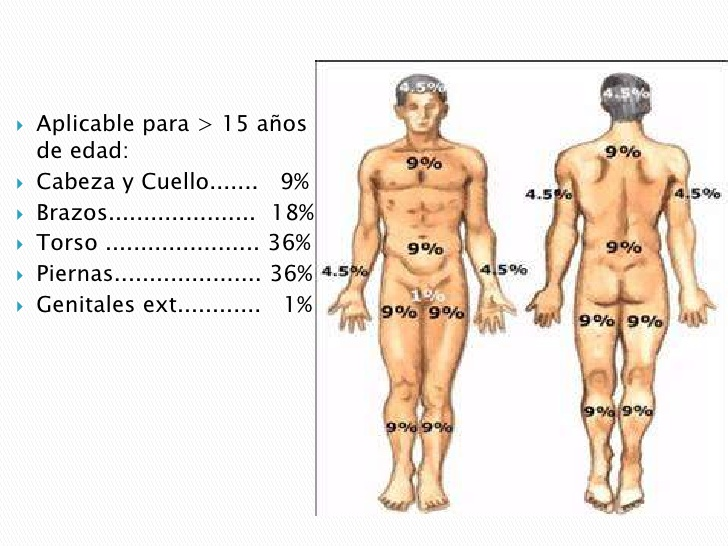 Aplicable para > 15 años
de edad:
Cabeza y Cuello....... 9%
Brazos..................... 18%
Torso ...................... 36%
Piernas..................... 36%
Genitales ext............ 1%
4.5% 4.5%
9% 9%
4.5% 4.5%
9% 9%
4.5% 4.5%
1%
9% 9% 9% 9%
9% 9%
9% 9%